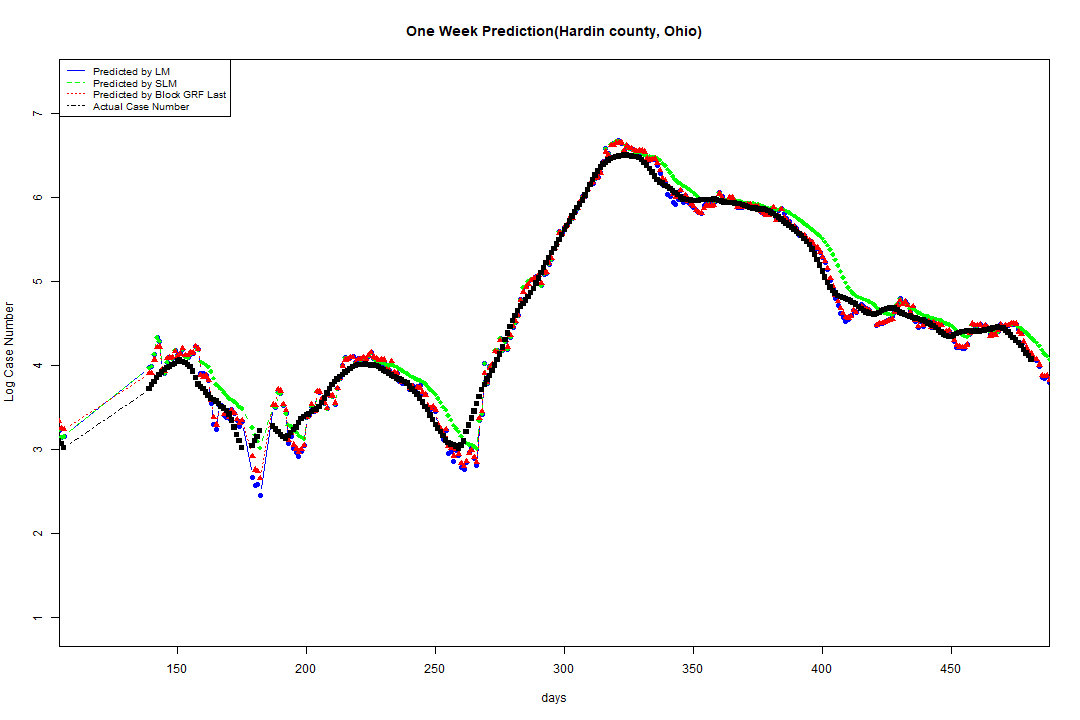 One Week Prediction(Hardin county, Ohio)
Predicted by LM
Predicted by SLM
Predicted by Block GRF Last
Actual Case Number
Log Case Number
7
6
5
4
3
2
1
150 200 250 300 350 400 450
days